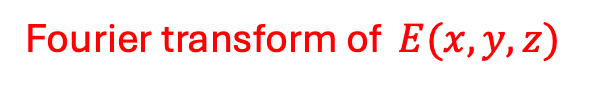 Fourier transform of E(x, y, z)